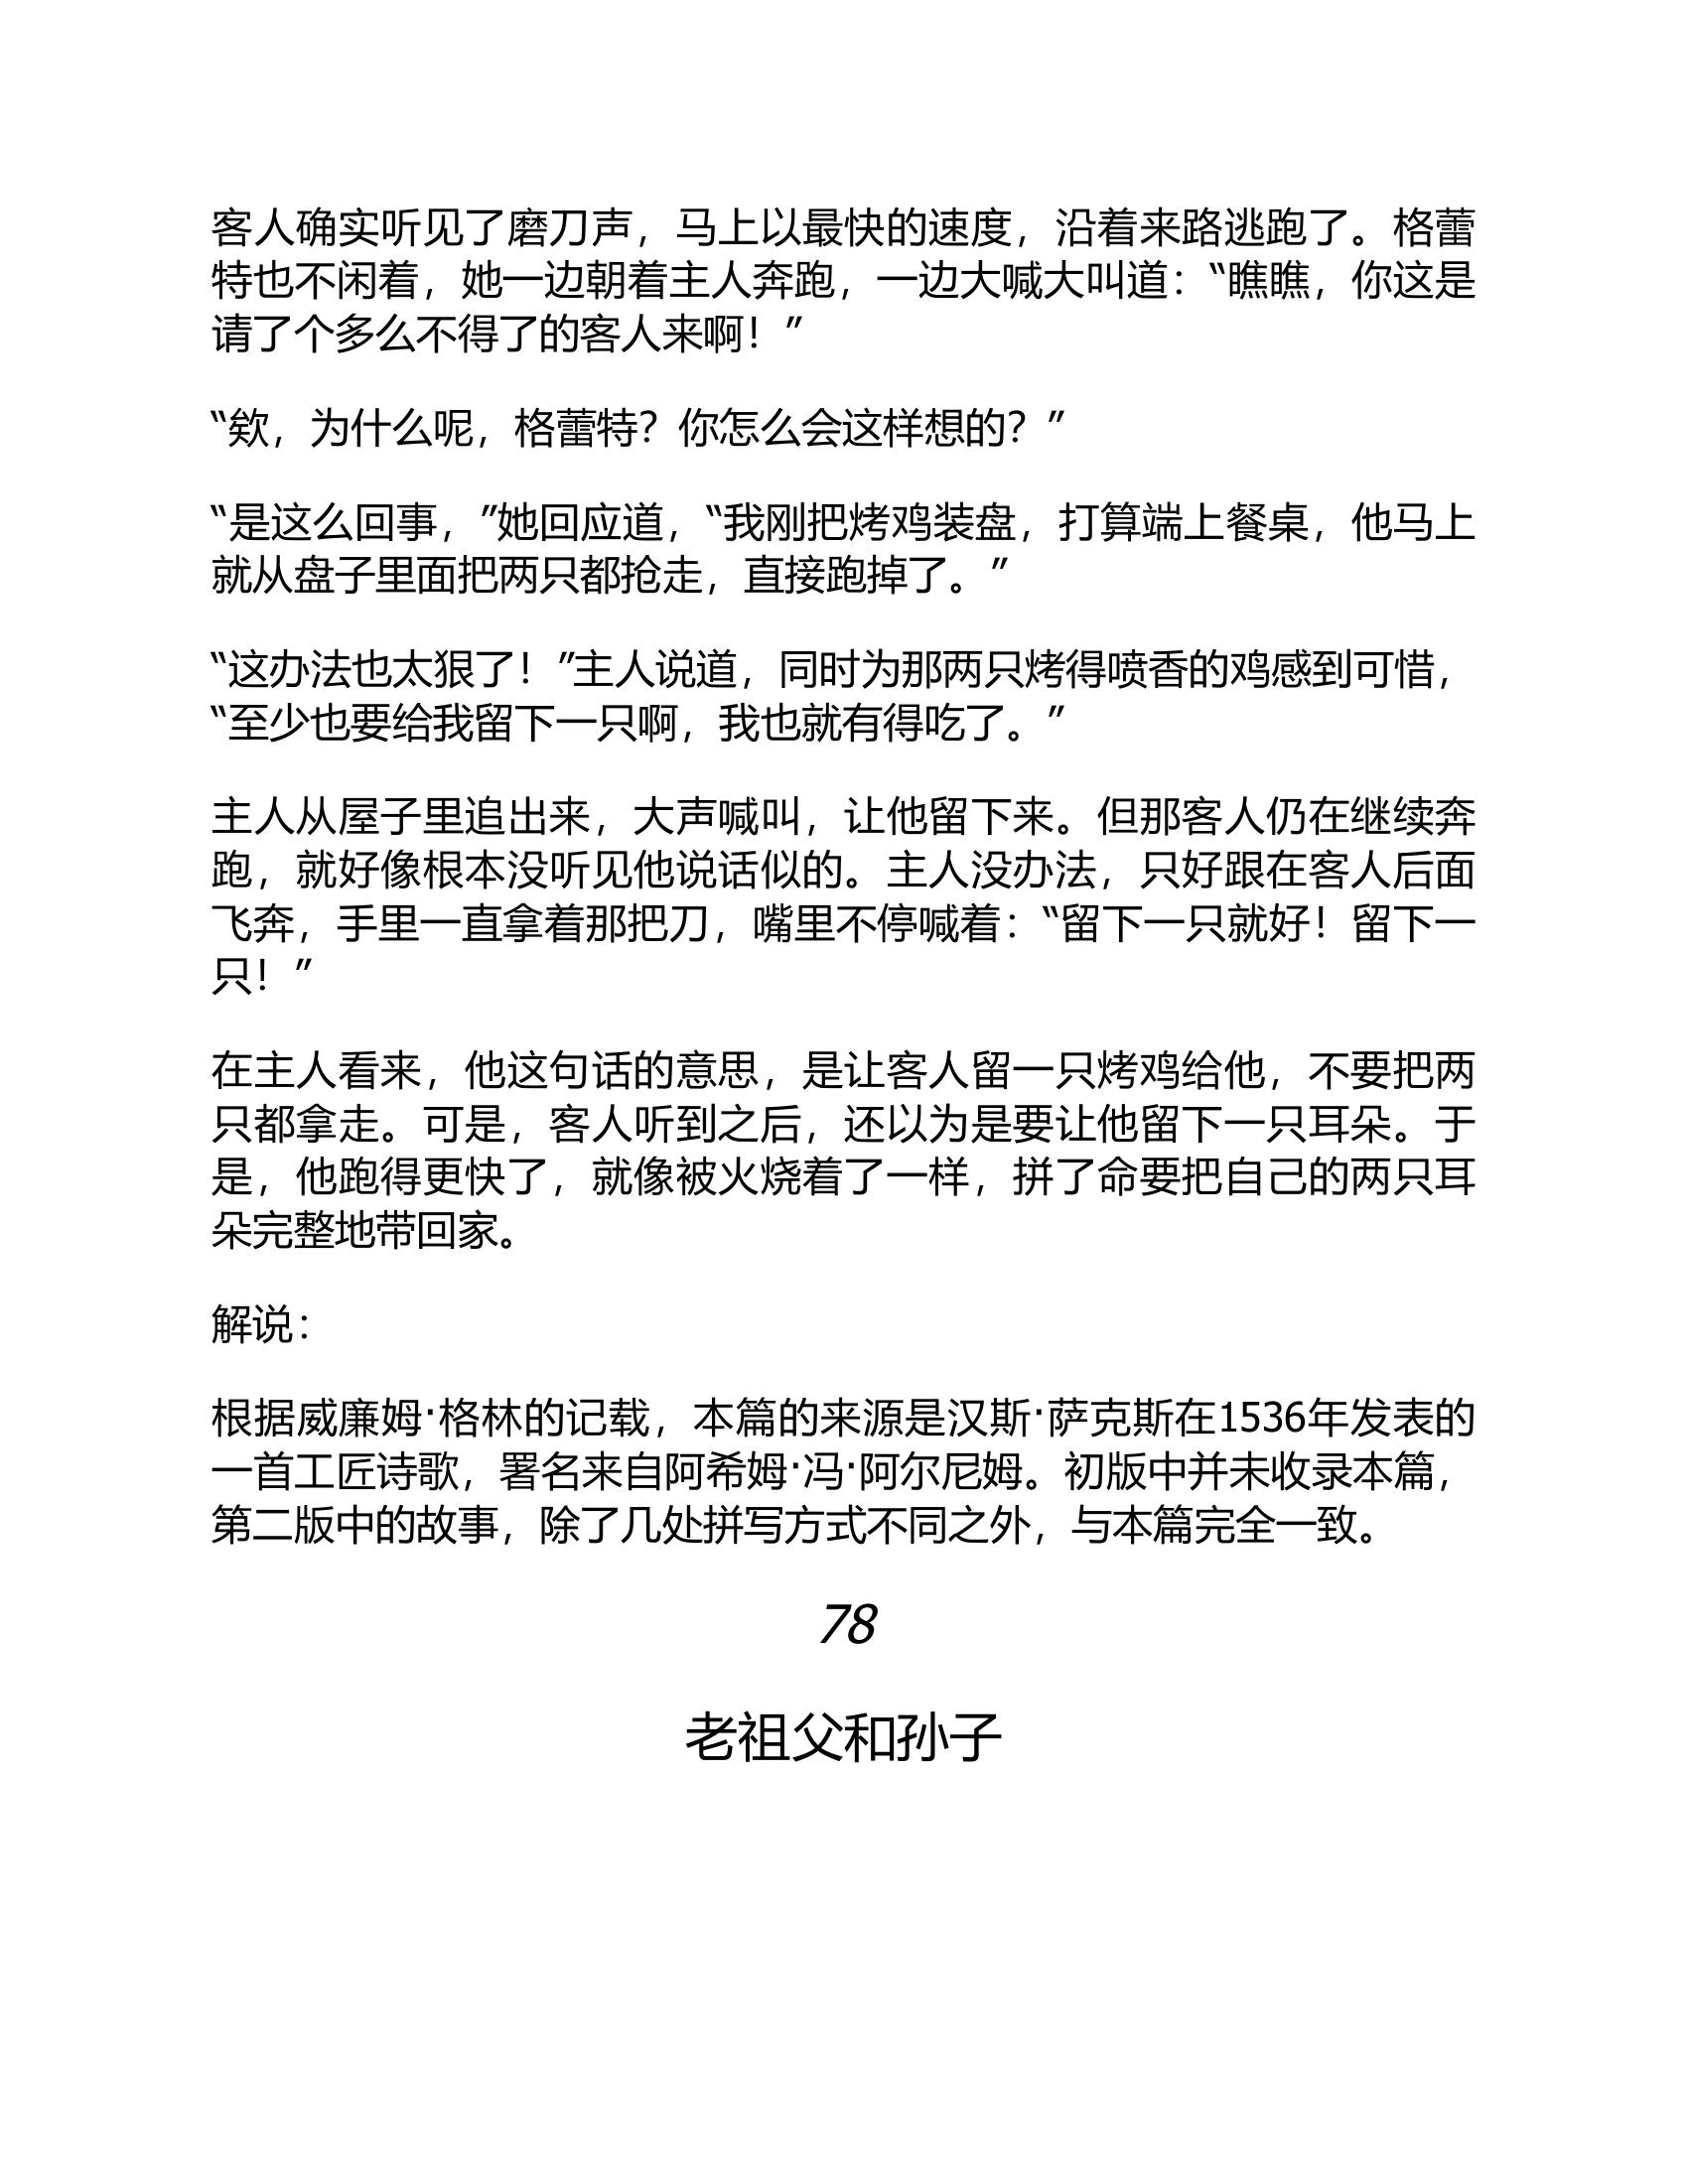 客人确实听见了磨刀声，马上以最快的速度，沿着来路逃跑了。格蕾
特也不闲着，她一边朝着主人奔跑，一边大喊大叫道：“瞧瞧，你这是
请了个多么不得了的客人来啊！”
“欸，为什么呢，格蕾特？你怎么会这样想的？”
“是这么回事，”她回应道，“我刚把烤鸡装盘，打算端上餐桌，他马上
就从盘子里面把两只都抢走，直接跑掉了。”
“这办法也太狠了！”主人说道，同时为那两只烤得喷香的鸡感到可惜，
“至少也要给我留下一只啊，我也就有得吃了。”
主人从屋子里追出来，大声喊叫，让他留下来。但那客人仍在继续奔
跑，就好像根本没听见他说话似的。主人没办法，只好跟在客人后面
飞奔，手里一直拿着那把刀，嘴里不停喊着：“留下一只就好！留下一
只！”
在主人看来，他这句话的意思，是让客人留一只烤鸡给他，不要把两
只都拿走。可是，客人听到之后，还以为是要让他留下一只耳朵。于
是，他跑得更快了，就像被火烧着了一样，拼了命要把自己的两只耳
朵完整地带回家。
解说：
根据威廉姆·格林的记载，本篇的来源是汉斯·萨克斯在1536年发表的
一首工匠诗歌，署名来自阿希姆·冯·阿尔尼姆。初版中并未收录本篇，
第二版中的故事，除了几处拼写方式不同之外，与本篇完全一致。
78
老祖父和孙子